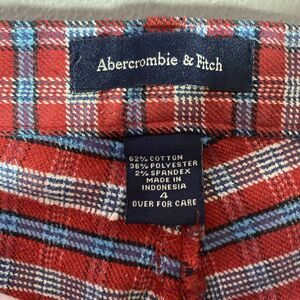 Abercrombie & Fitch
62% COTTON
36% POLYESTER
2% SPANDEX
MADE IN
INDONESIA
4
OVER FOR CARE